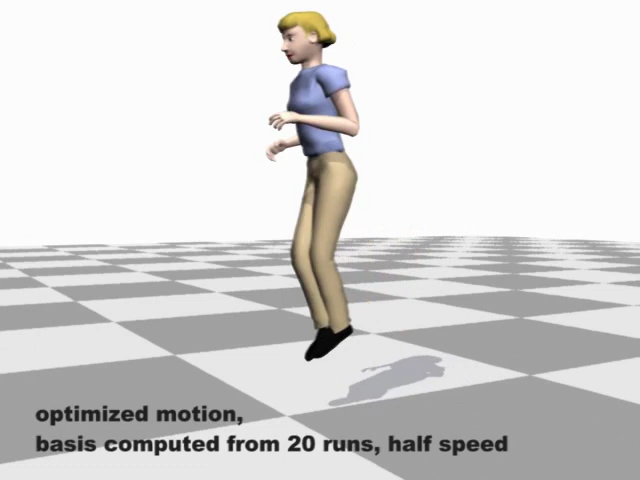 optimized motion,
basis computed from 20 runs, half speed